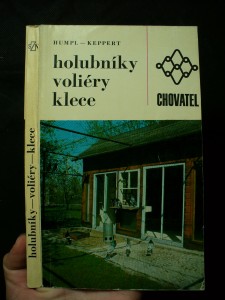 HUMPL — KEPPERT
holubníky
voliéry
klece
CHOVATEL
holubníky—voliéry—klece